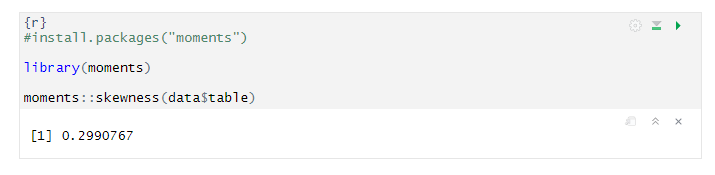 {r}
#install.packages("moments")
library(moments)
moments::skewness(data$table)
[1] 0.2990767